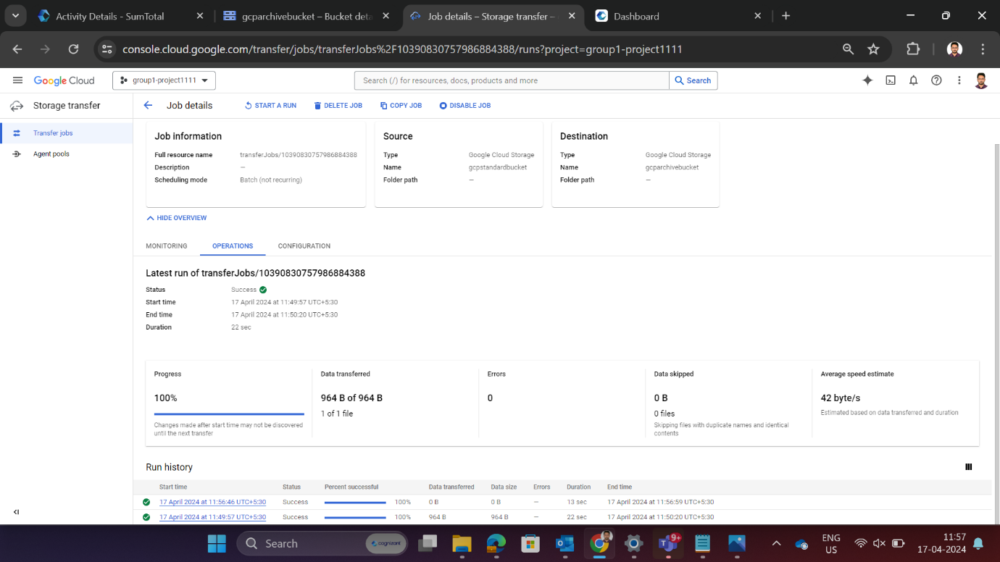 Activity Details - SumTotal
gcparchivebucket – Bucket deta
Job details – Storage transfer –
Dashboard
console.cloud.google.com/transfer/jobs/transferJobs%2F10390830757986884388/runs?project=group1-project1111
Google Cloud
group1-project1111
Search (/) for resources, docs, products and more
Search
Storage transfer
Job details
START A RUN
DELETE JOB
COPY JOB
DISABLE JOB
Transfer jobs
Agent pools
Job information
Full resource name transferJobs/10390830757986884388
Description —
Scheduling mode Batch (not recurring)
Source
Type Google Cloud Storage
Name gcpstandardbucket
Folder path —
Destination
Type Google Cloud Storage
Name gcparchivebucket
Folder path —
HIDE OVERVIEW
MONITORING OPERATIONS CONFIGURATION
Latest run of transferJobs/10390830757986884388
Status Success
Start time 17 April 2024 at 11:49:57 UTC+5:30
End time 17 April 2024 at 11:50:20 UTC+5:30
Duration 22 sec
Progress
100%
Changes made after start time may not be discovered
until the next transfer
Data transferred
964 B of 964 B
1 of 1 file
Errors
0
Data skipped
0 B
0 files
Skipping files with duplicate names and identical
contents
Average speed estimate
42 byte/s
Estimated based on data transferred and duration
Run history
Start time Status Percent successful Data transferred Data size Errors Duration End time
17 April 2024 at 11:56:46 UTC+5:30 Success 100% 0 B 0 B — 13 sec 17 April 2024 at 11:56:59 UTC+5:30
17 April 2024 at 11:49:57 UTC+5:30 Success 100% 964 B 964 B — 22 sec 17 April 2024 at 11:50:20 UTC+5:30
Search
cognizant
9+
ENG
US
11:57
17-04-2024